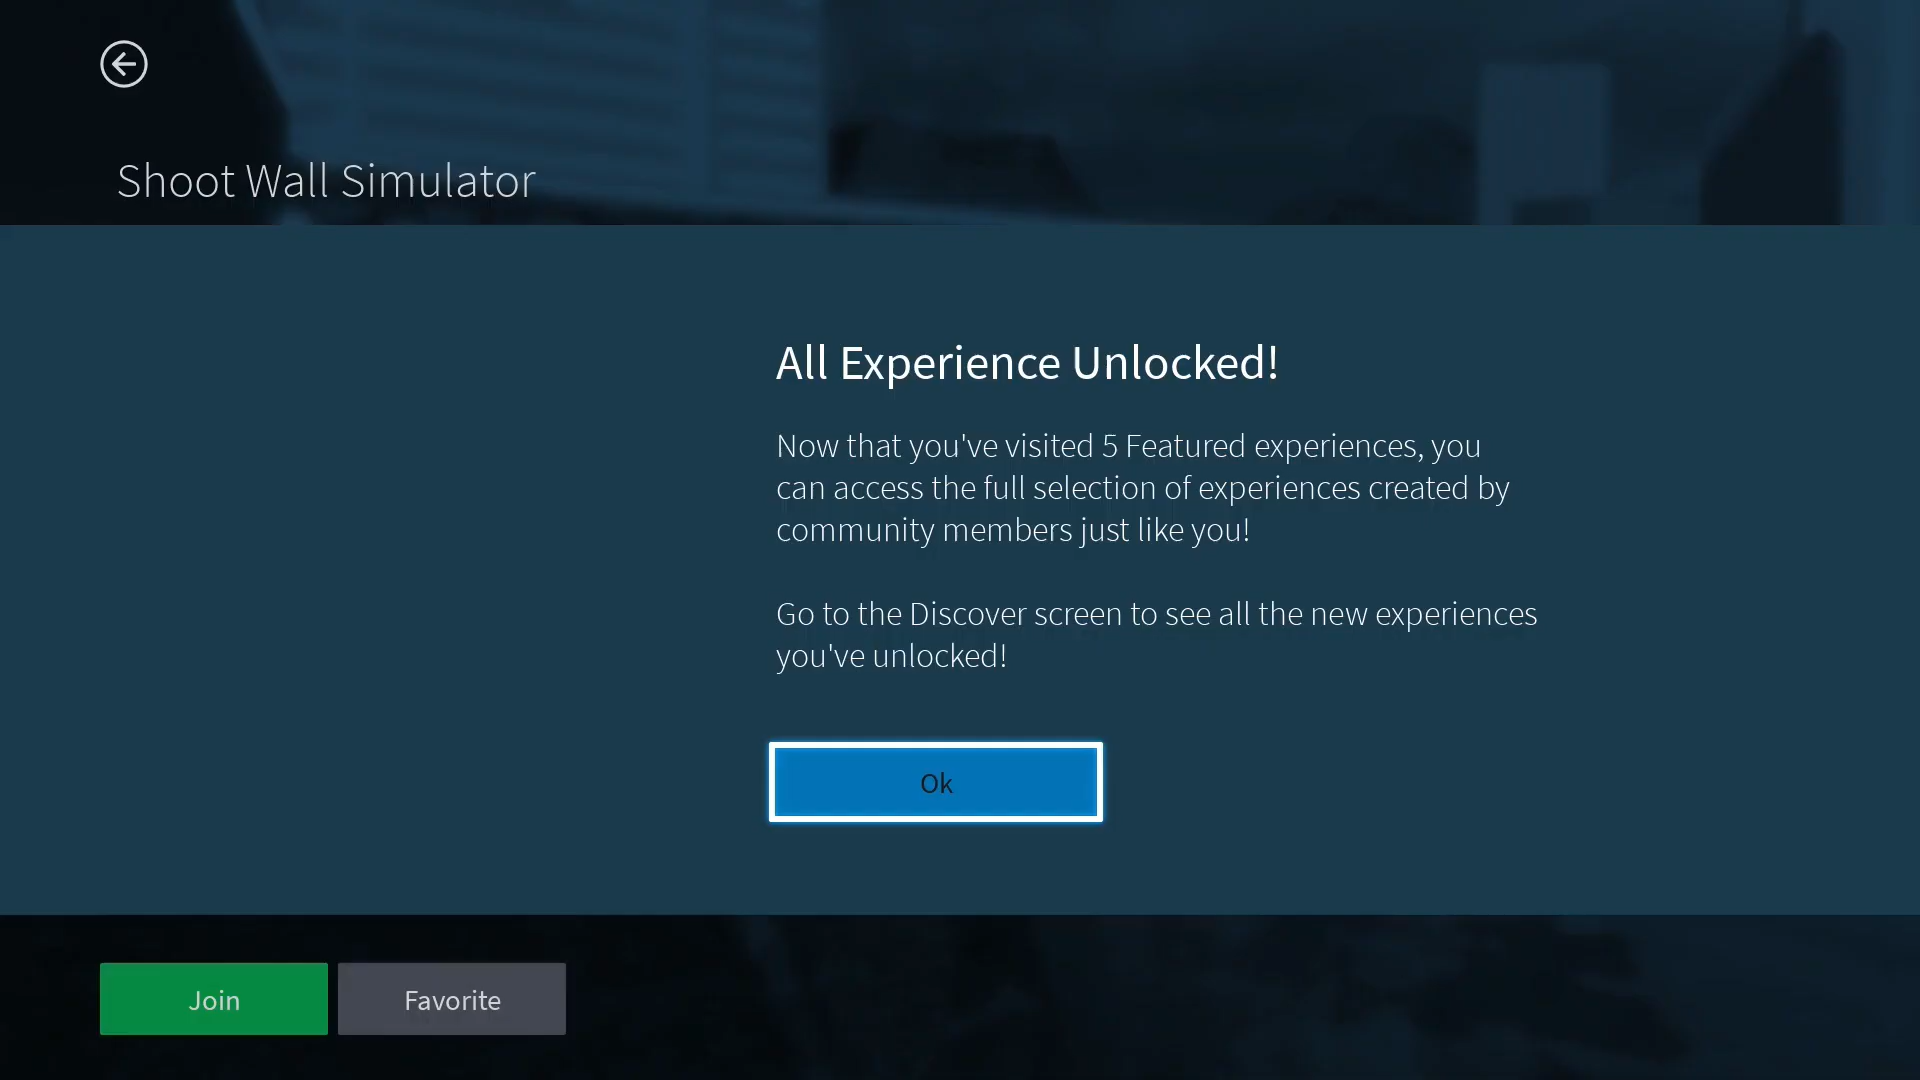 Shoot Wall Simulator
All Experience Unlocked!
Now that you've visited 5 Featured experiences, you
can access the full selection of experiences created by
community members just like you!
Go to the Discover screen to see all the new experiences
you've unlocked!
Ok
Join
Favorite